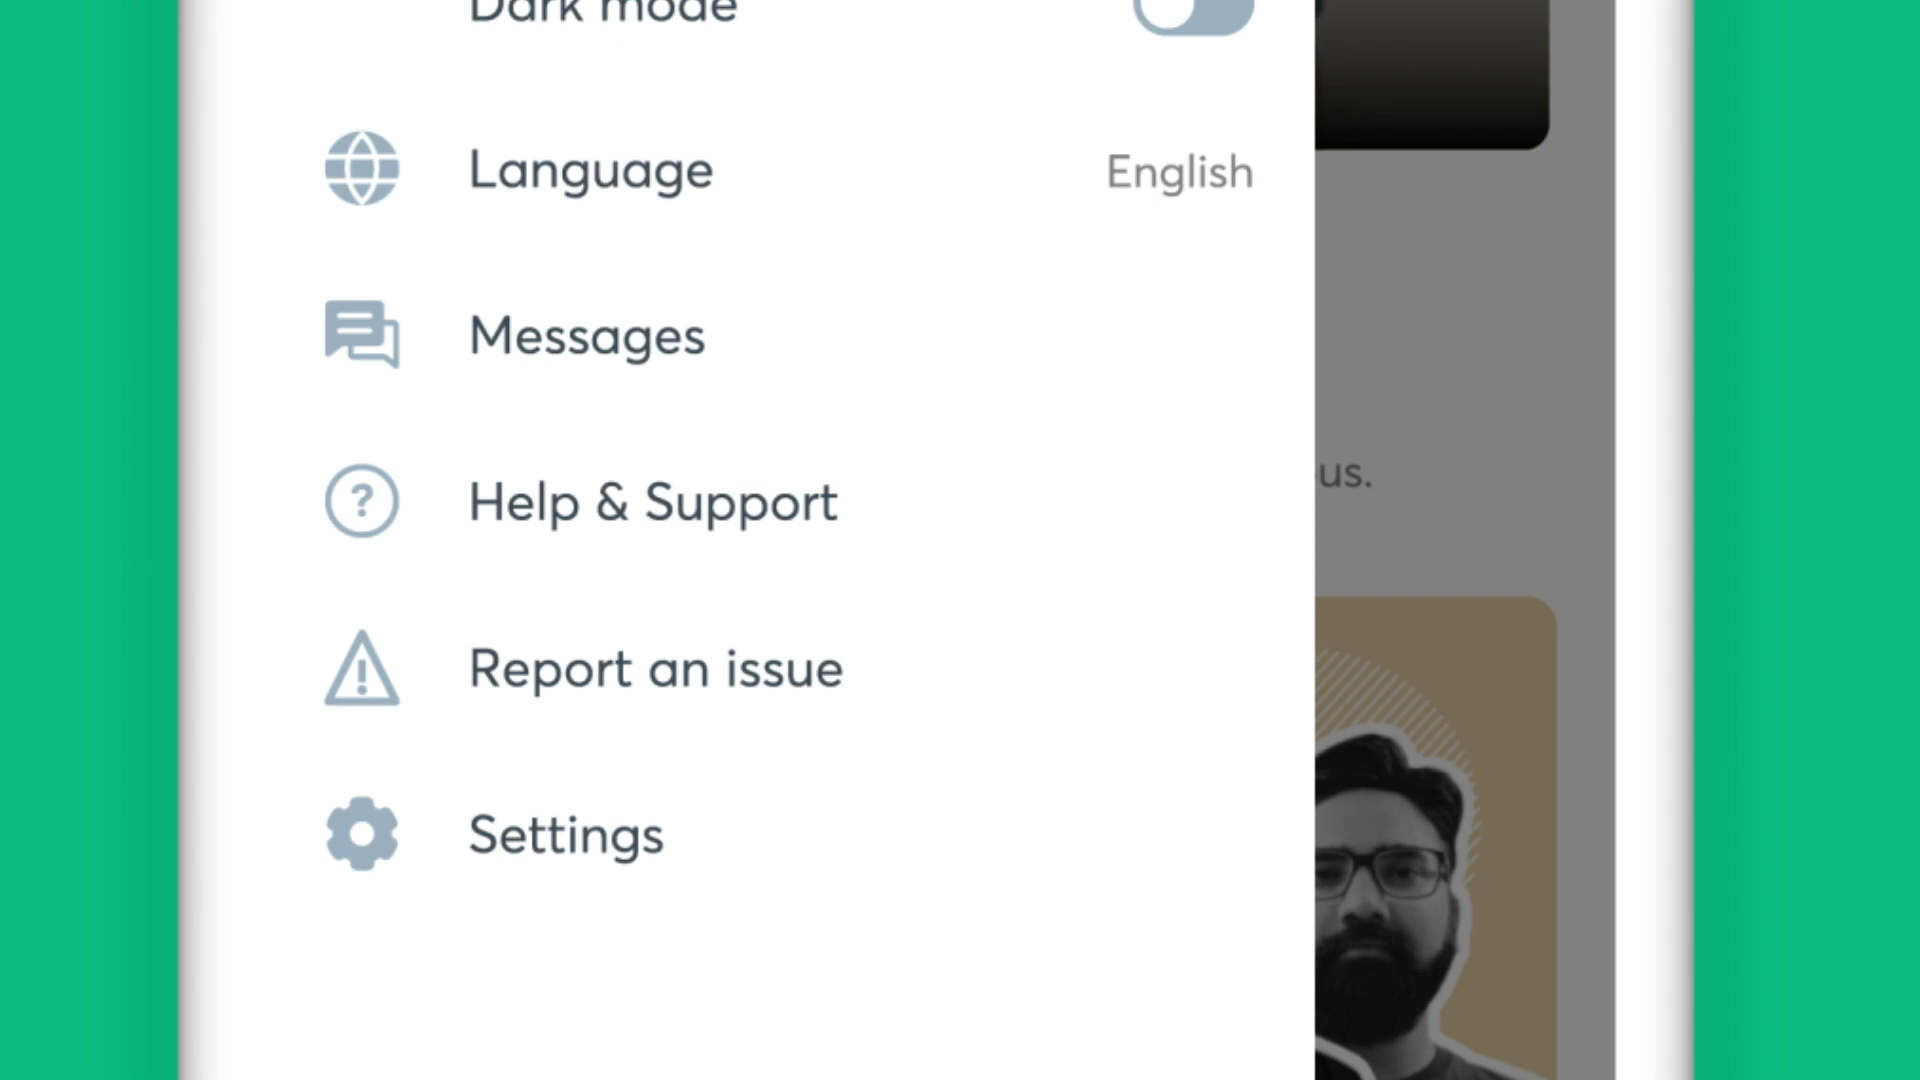 Dark mode
Language English
Messages
us.
Help & Support
Report an issue
Settings